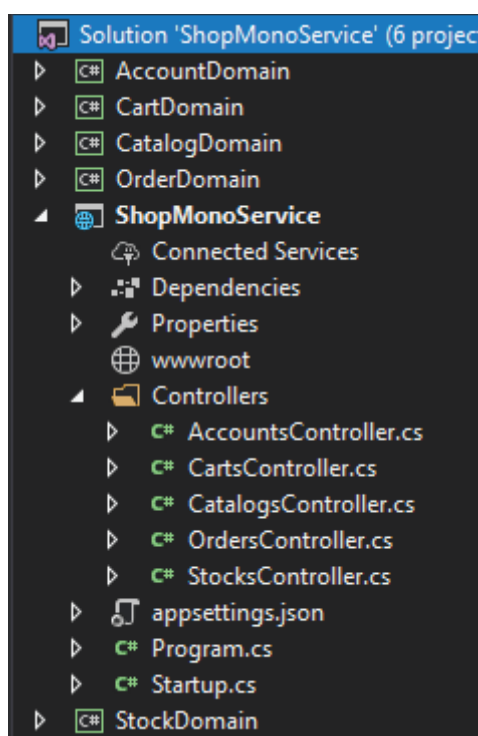 Solution 'ShopMonoService' (6 projec
C# AccountDomain
C# CartDomain
C# CatalogDomain
C# OrderDomain
ShopMonoService
Connected Services
Dependencies
Properties
wwwroot
Controllers
C# AccountsController.cs
C# CartsController.cs
C# CatalogsController.cs
C# OrdersController.cs
C# StocksController.cs
appsettings.json
C# Program.cs
C# Startup.cs
C# StockDomain